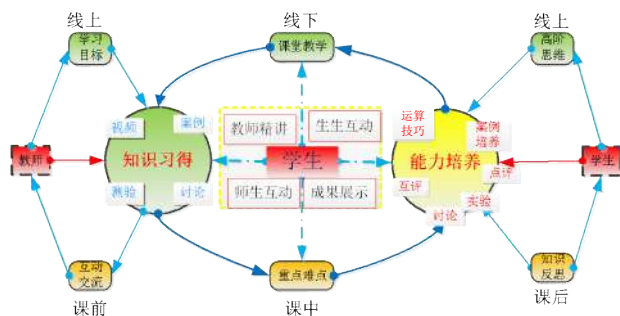 线上
线下
线上
学习
目标
课堂教学
高阶
思维
视频
案例
教师精讲
生生互动
运算
技巧
案例
培养
教师
知识习得
学生
能力培养
点评
学生
测验
讨论
师生互动
成果展示
互评
实验
讨论
互动
交流
重点难点
知识
反思
课前
课中
课后